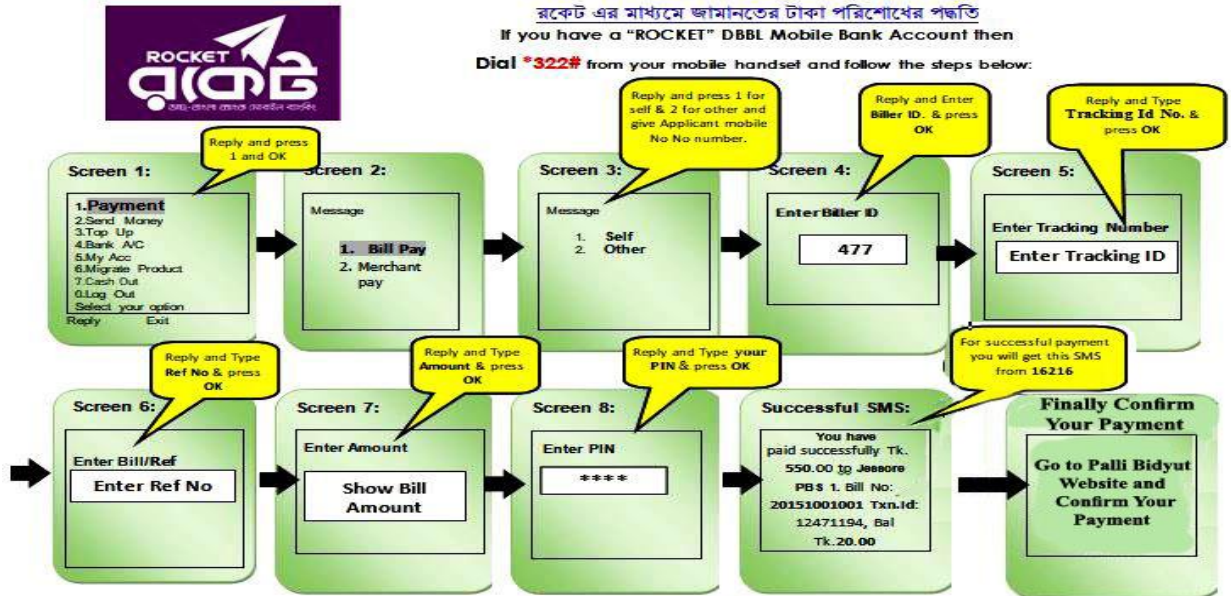 রকেট এর মাধ্যমে জামানতের টাকা পরিশোধের পদ্ধতি
If you have a “ROCKET” DBBL Mobile Bank Account then
Dial *322# from your mobile handset and follow the steps below:
ROCKET
রকেট
ডাচ্-বাংলা ব্যাংক মোবাইল ব্যাংকিং
Reply and press
1 and OK
Screen 1:
1.Payment
2.Send Money
3.Top Up
4.Bank A/C
5.My Acc
6.Migrate Product
7.Cash Out
0.Log Out
Select your option
Reply Exit
Screen 2:
Message
1. Bill Pay
2. Merchant
pay
Reply and press 1 for
self & 2 for other and
give Applicant mobile
No No number.
Screen 3:
Message
1. Self
2. Other
Reply and Enter
Biller ID. & press
OK
Screen 4:
Enter Biller ID
477
Reply and Type
Tracking Id No. &
press OK
Screen 5:
Enter Tracking Number
Enter Tracking ID
Reply and Type
Ref No & press
OK
Screen 6:
Enter Bill/Ref
Enter Ref No
Reply and Type
Amount & press
OK
Screen 7:
Enter Amount
Show Bill
Amount
Reply and Type your
PIN & press OK
Screen 8:
Enter PIN
****
For successful payment
you will get this SMS
from 16216
Successful SMS:
You have
paid successfully Tk.
550.00 to Jessore
PBS 1. Bill No:
20151001001 Txn.Id:
12471194, Bal
Tk.20.00
Finally Confirm
Your Payment
Go to Palli Bidyut
Website and
Confirm Your
Payment